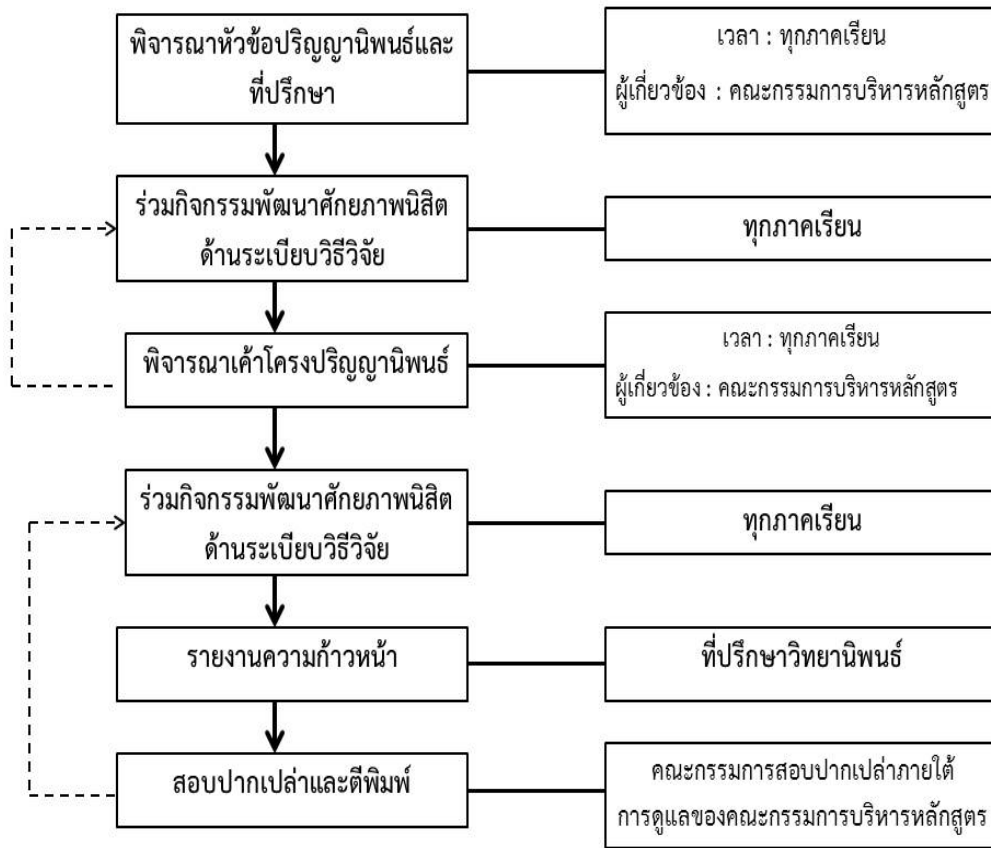 พิจารณาหัวข้อปริญญานิพนธ์และ
ที่ปรึกษา
เวลา : ทุกภาคเรียน
ผู้เกี่ยวข้อง : คณะกรรมการบริหารหลักสูตร
ร่วมกิจกรรมพัฒนาศักยภาพนิสิต
ด้านระเบียบวิธีวิจัย
ทุกภาคเรียน
พิจารณาเค้าโครงปริญญานิพนธ์
เวลา : ทุกภาคเรียน
ผู้เกี่ยวข้อง : คณะกรรมการบริหารหลักสูตร
ร่วมกิจกรรมพัฒนาศักยภาพนิสิต
ด้านระเบียบวิธีวิจัย
ทุกภาคเรียน
รายงานความก้าวหน้า
ที่ปรึกษาวิทยานิพนธ์
สอบปากเปล่าและตีพิมพ์
คณะกรรมการสอบปากเปล่าภายใต้
การดูแลของคณะกรรมการบริหารหลักสูตร